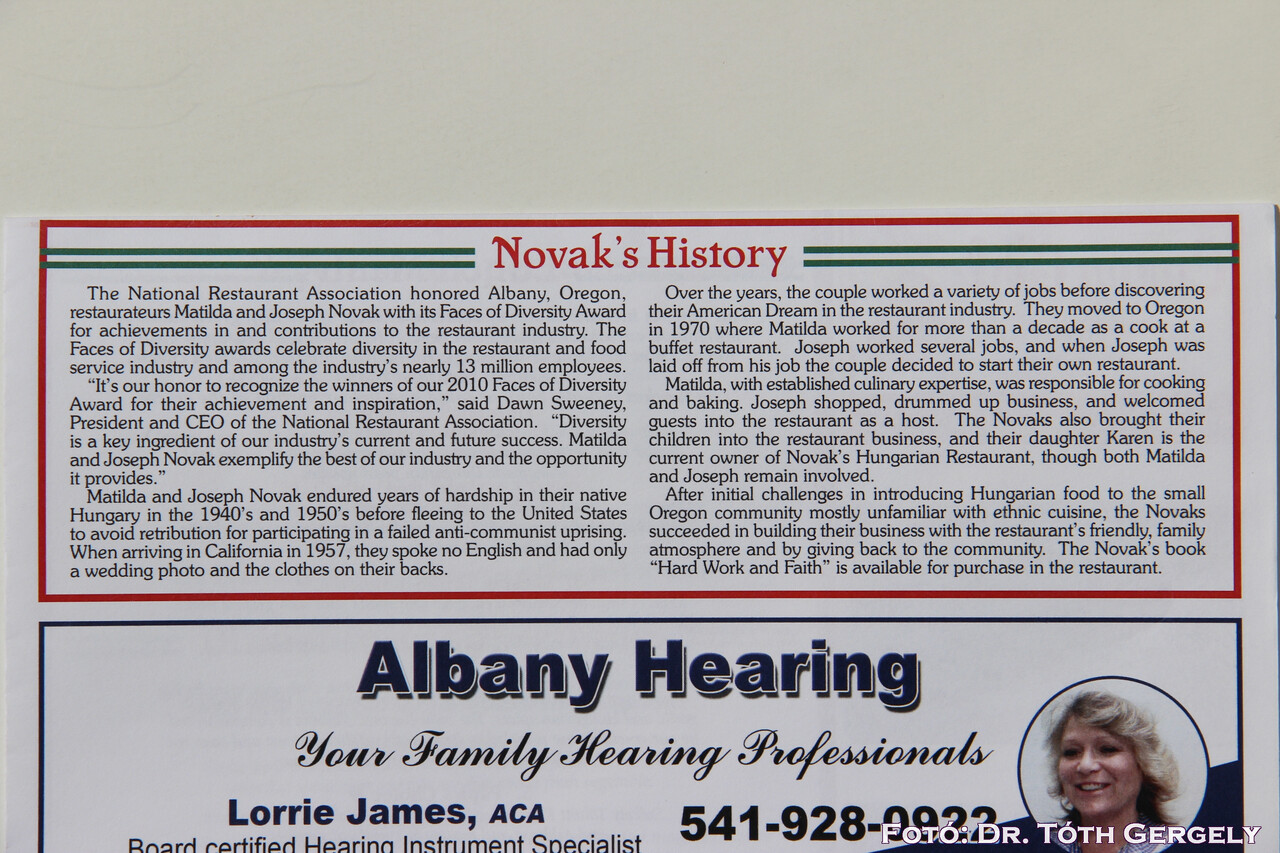 Novak's History
The National Restaurant Association honored Albany, Oregon,
restaurateurs Matilda and Joseph Novak with its Faces of Diversity Award
for achievements in and contributions to the restaurant industry. The
Faces of Diversity awards celebrate diversity in the restaurant and food
service industry and among the industry's nearly 13 million employees.
"It's our honor to recognize the winners of our 2010 Faces of Diversity
Award for their achievement and inspiration," said Dawn Sweeney,
President and CEO of the National Restaurant Association. "Diversity
is a key ingredient of our industry's current and future success. Matilda
and Joseph Novak exemplify the best of our industry and the opportunity
it provides."
Matilda and Joseph Novak endured years of hardship in their native
Hungary in the 1940's and 1950's before fleeing to the United States
to avoid retribution for participating in a failed anti-communist uprising.
When arriving in California in 1957, they spoke no English and had only
a wedding photo and the clothes on their backs.
Over the years, the couple worked a variety of jobs before discovering
their American Dream in the restaurant industry. They moved to Oregon
in 1970 where Matilda worked for more than a decade as a cook at a
buffet restaurant. Joseph worked several jobs, and when Joseph was
laid off from his job the couple decided to start their own restaurant.
Matilda, with established culinary expertise, was responsible for cooking
and baking. Joseph shopped, drummed up business, and welcomed
guests into the restaurant as a host. The Novaks also brought their
children into the restaurant business, and their daughter Karen is the
current owner of Novak's Hungarian Restaurant, though both Matilda
and Joseph remain involved.
After initial challenges in introducing Hungarian food to the small
Oregon community mostly unfamiliar with ethnic cuisine, the Novaks
succeeded in building their business with the restaurant's friendly, family
atmosphere and by giving back to the community. The Novak's book
"Hard Work and Faith" is available for purchase in the restaurant.
Albany Hearing
Your Family Hearing Professionals
Lorrie James, ACA
Board certified Hearing Instrument Specialist
Fotó: Dr. Tóth Gergely